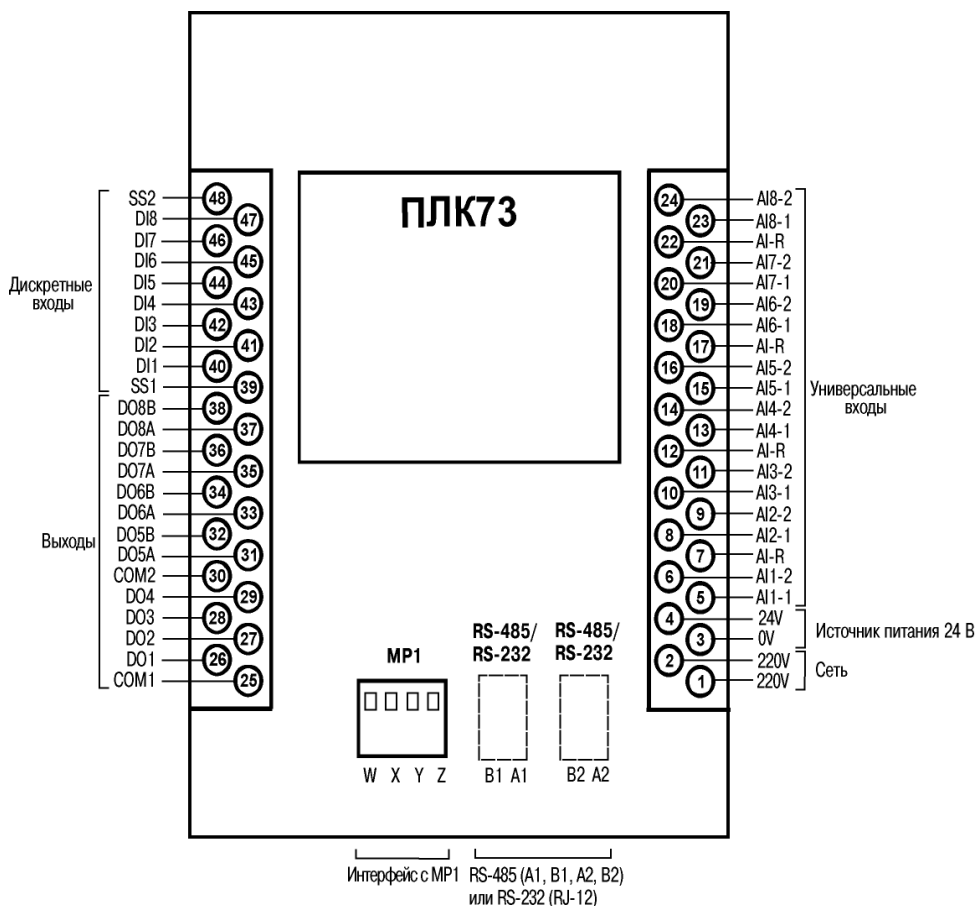 ПЛК73
SS2 48
DI8 47
DI7 46
DI6 45
DI5 44
DI4 43
DI3 42
DI2 41
DI1 40
SS1 39
Дискретные
входы
DO8B 38
DO8A 37
DO7B 36
DO7A 35
DO6B 34
DO6A 33
DO5B 32
DO5A 31
COM2 30
DO4 29
DO3 28
DO2 27
DO1 26
COM1 25
Выходы
24 AI8-2
23 AI8-1
22 AI-R
21 AI7-2
20 AI7-1
19 AI6-2
18 AI6-1
17 AI-R
16 AI5-2
15 AI5-1
14 AI4-2
13 AI4-1
12 AI-R
11 AI3-2
10 AI3-1
9 AI2-2
8 AI2-1
7 AI-R
6 AI1-2
5 AI1-1
Универсальные
входы
4 24V
3 0V
Источник питания 24 В
2 220V
1 220V
Сеть
MP1
W X Y Z
RS-485/
RS-232
B1 A1
RS-485/
RS-232
B2 A2
Интерфейс с МР1
RS-485 (A1, B1, A2, B2)
или RS-232 (RJ-12)